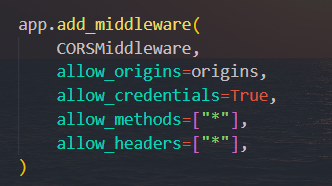 app.add_middleware(
    CORSMiddleware,
    allow_origins=origins,
    allow_credentials=True,
    allow_methods=["*"],
    allow_headers=["*"],
)